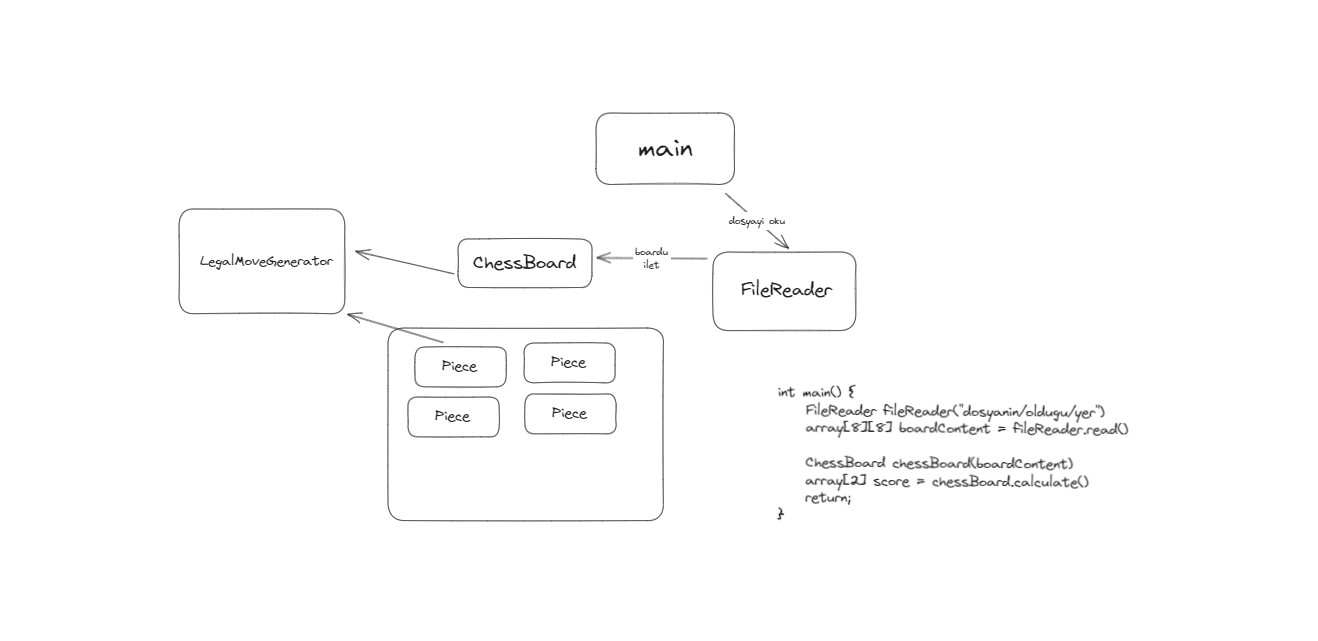 main
dosyayi oku
LegalMoveGenerator
ChessBoard
boardu
ilet
FileReader
Piece
Piece
Piece
Piece
int main() {
FileReader fileReader("dosyanin/oldugu/yer")
array[8][8] boardContent = fileReader.read()
ChessBoard chessBoard(boardContent)
array[2] score = chessBoard.calculate()
return;
}